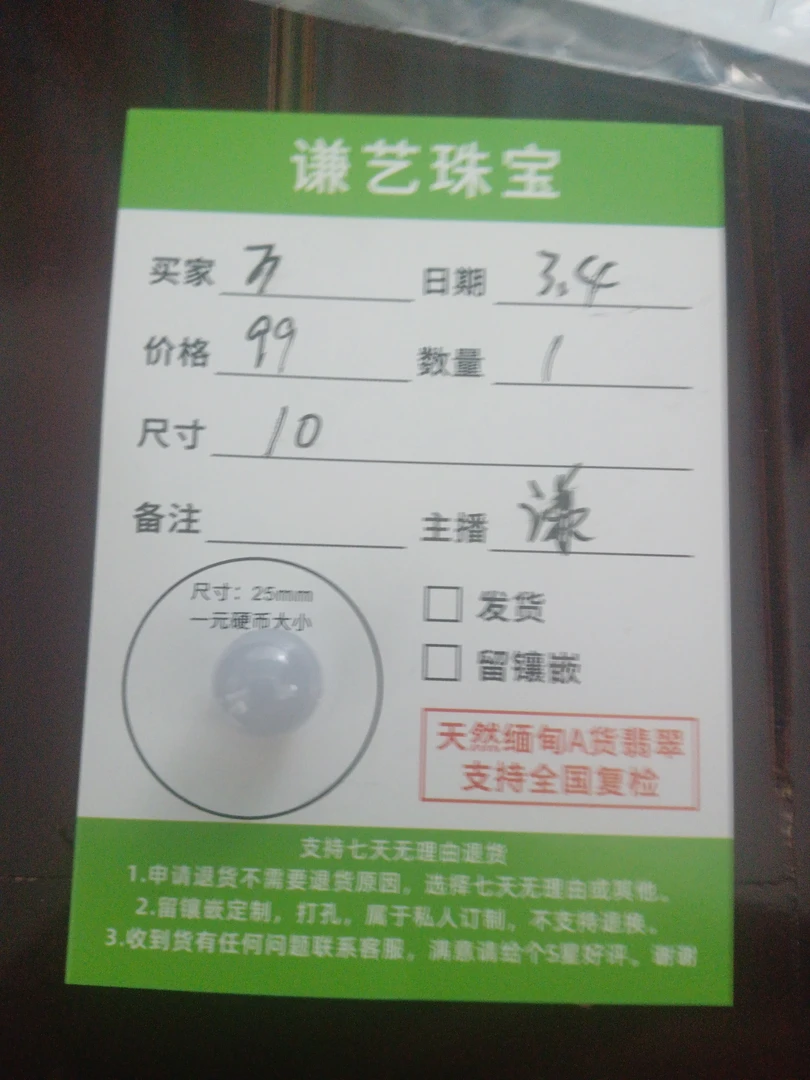 谦艺珠宝
买家 万 日期 3.4
价格 99 数量 1
尺寸 10
备注 主播 谦
尺寸：25mm
一元硬币大小
发货
留镶嵌
天然缅甸A货翡翠
支持全国复检
支持七天无理由退货
1.申请退货不需要退货原因，选择七天无理由或其他。
2.留镶嵌定制，打孔，属于私人订制，不支持退换。
3.收到货有任何问题联系客服，满意请给个5星好评。谢谢